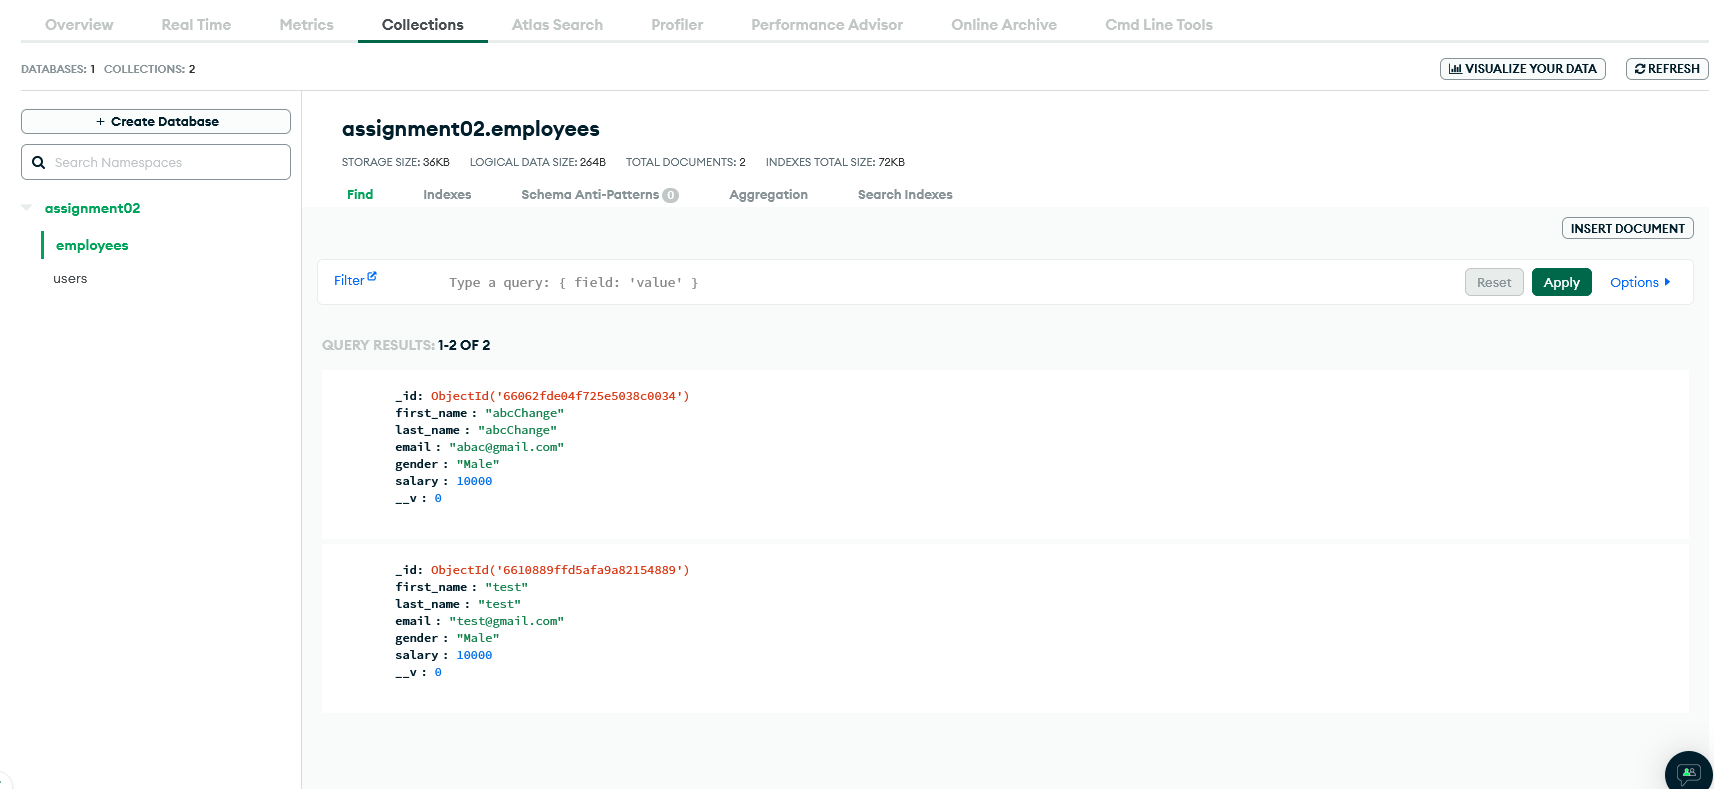 Overview Real Time Metrics Collections Atlas Search Profiler Performance Advisor Online Archive Cmd Line Tools
DATABASES: 1 COLLECTIONS: 2
VISUALIZE YOUR DATA REFRESH
+ Create Database
Search Namespaces
assignment02
employees
users
assignment02.employees
STORAGE SIZE: 36KB LOGICAL DATA SIZE: 264B TOTAL DOCUMENTS: 2 INDEXES TOTAL SIZE: 72KB
Find Indexes Schema Anti-Patterns 0 Aggregation Search Indexes
INSERT DOCUMENT
Filter Type a query: { field: 'value' } Reset Apply Options
QUERY RESULTS: 1-2 OF 2
_id: ObjectId('66062fde04f725e5038c0034')
first_name: "abcChange"
last_name: "abcChange"
email: "abac@gmail.com"
gender: "Male"
salary: 10000
__v: 0
_id: ObjectId('6610889ffd5afa9a82154889')
first_name: "test"
last_name: "test"
email: "test@gmail.com"
gender: "Male"
salary: 10000
__v: 0